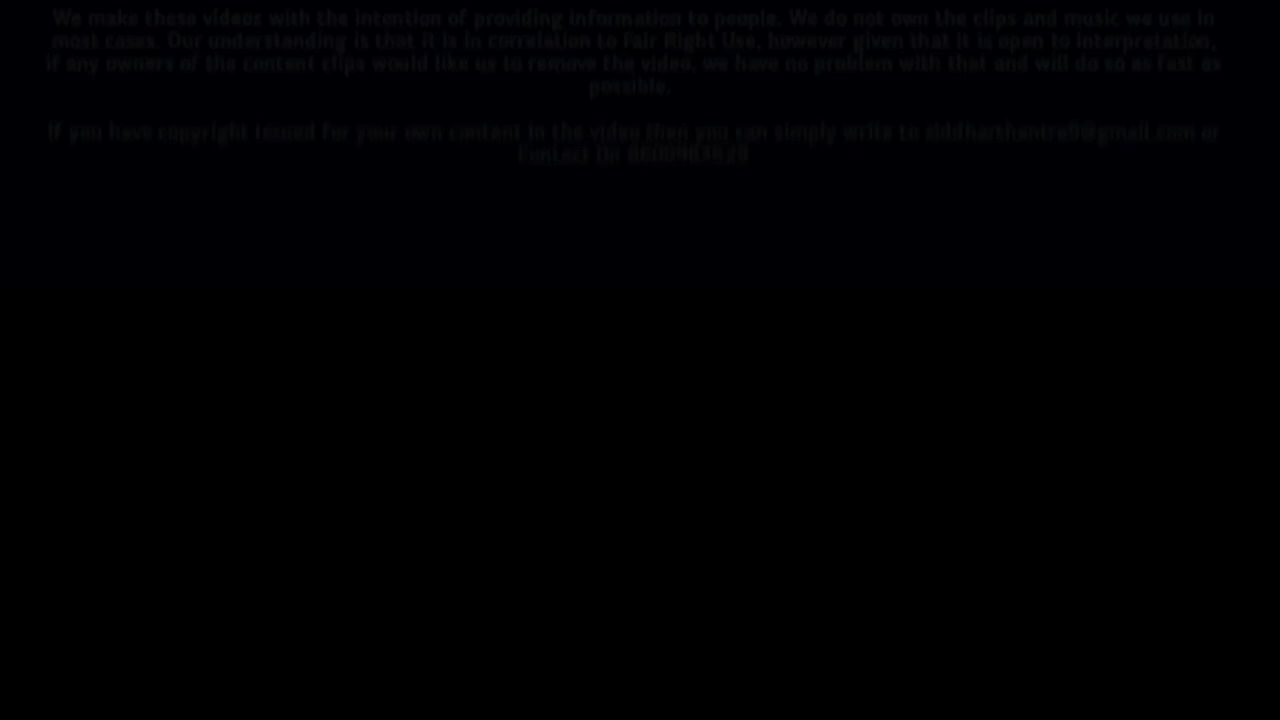 We make these videos with the intention of providing information to people. We do not own the clips and music we use in
most cases. Our understanding is that it is in correlation to Fair Right Use, however given that it is open to interpretation,
if any owners of the content clips would like us to remove the video, we have no problem with that and will do so as fast as
possible.
If you have copyright issued for your own content in the video then you can simply write to or
Contact On